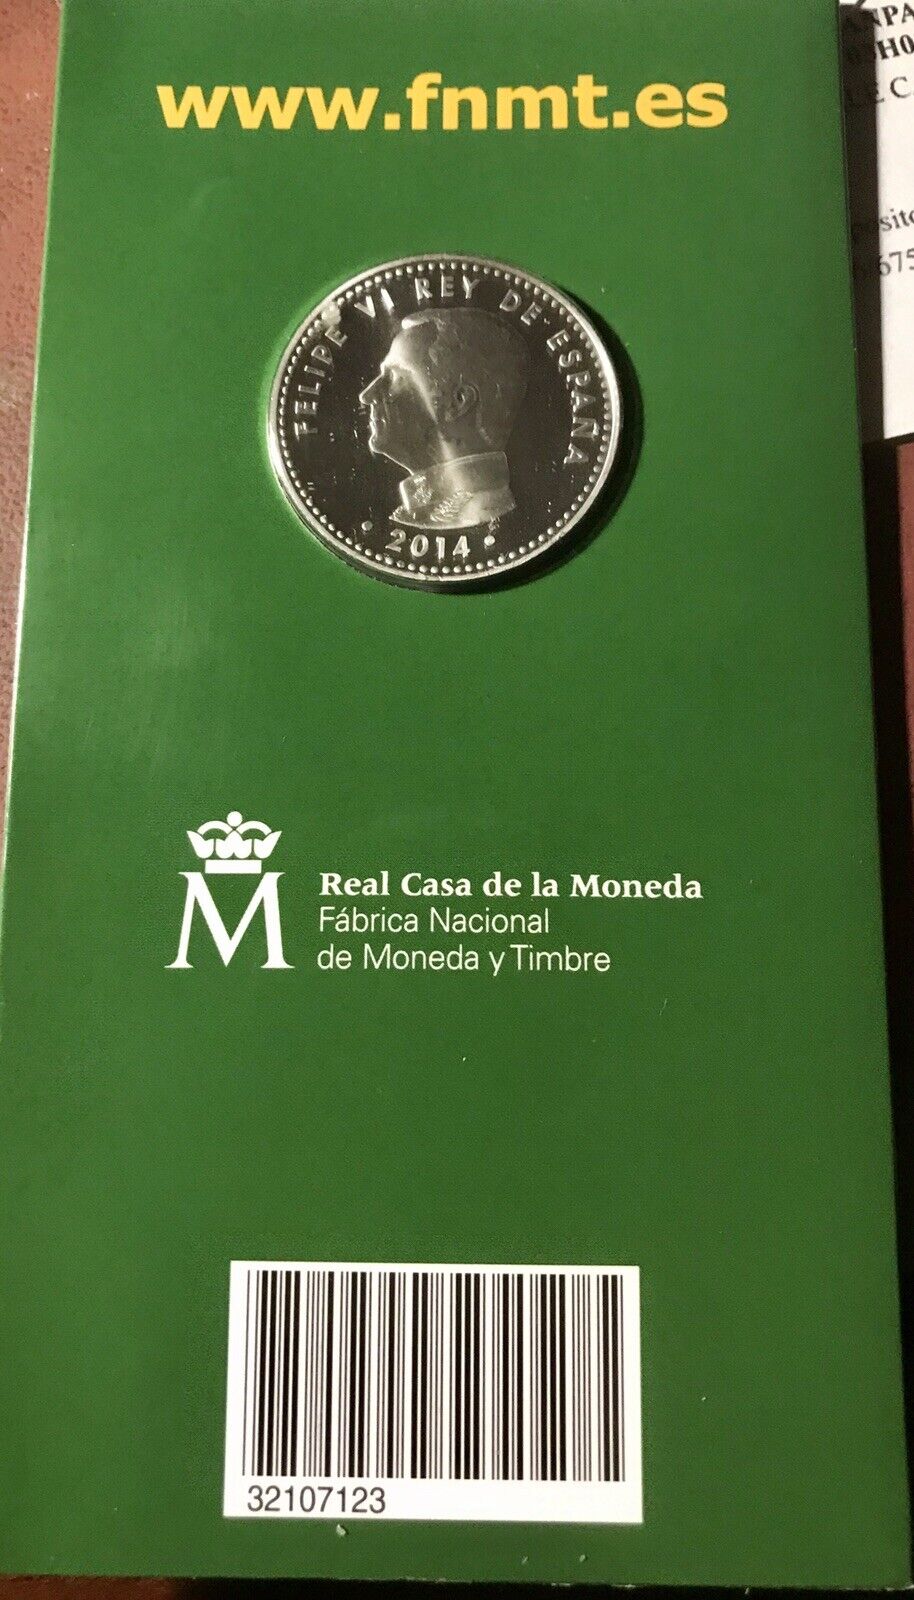 www.fnmt.es
FELIPE VI REY DE ESPAÑA
2014
M
Real Casa de la Moneda
Fábrica Nacional
de Moneda y Timbre
32107123